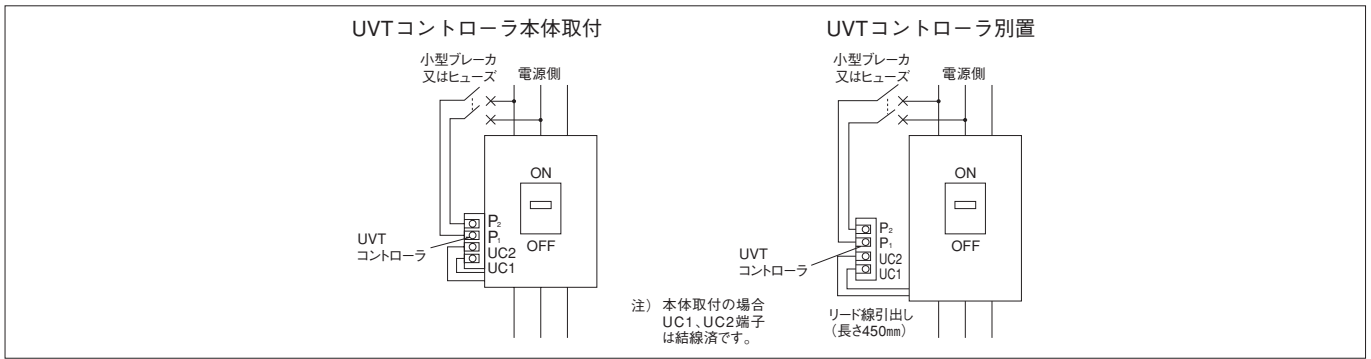 UVTコントローラ本体取付
小型ブレーカ
又はヒューズ
電源側
ON
OFF
P₂
P₁
UC2
UC1
UVT
コントローラ
注）本体取付の場合
UC1、UC2端子
は結線済です。
UVTコントローラ別置
小型ブレーカ
又はヒューズ
電源側
ON
OFF
P₂
P₁
UC2
UC1
UVT
コントローラ
リード線引出し
（長さ450㎜）